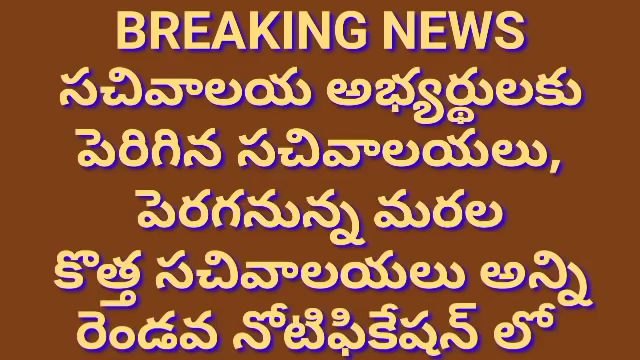 BREAKING NEWS
సచివాలయ అభ్యర్థులకు
పెరిగిన సచివాలయలు,
పెరగనున్న మరల
కొత్త సచివాలయలు అన్ని
రెండవ నోటిఫికేషన్ లో